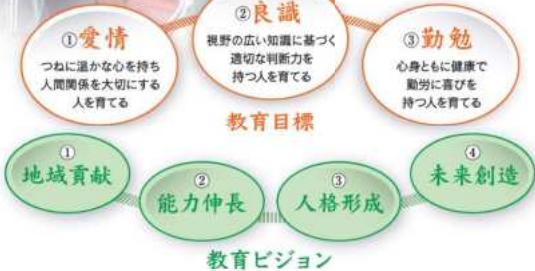 ①愛情
つねに温かな心を持ち
人間関係を大切にする
人を育てる
②良識
視野の広い知識に基づく
適切な判断力を
持つ人を育てる
③勤勉
心身ともに健康で
勤労に喜びを
持つ人を育てる
教育目標
①
地域貢献
②
能力伸長
③
人格形成
④
未来創造
教育ビジョン